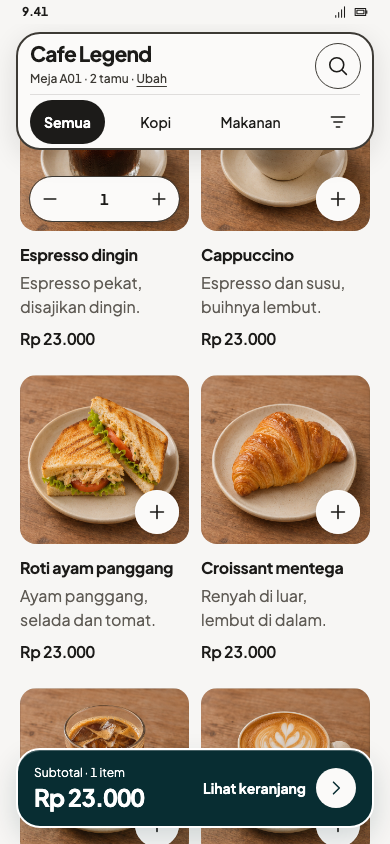 9.41
Cafe Legend
Meja A01 · 2 tamu · Ubah
Semua
Kopi
Makanan
1
Espresso dingin
Espresso pekat,
disajikan dingin.
Rp 23.000
Cappuccino
Espresso dan susu,
buihnya lembut.
Rp 23.000
Roti ayam panggang
Ayam panggang,
selada dan tomat.
Rp 23.000
Croissant mentega
Renyah di luar,
lembut di dalam.
Rp 23.000
Subtotal · 1 item
Rp 23.000
Lihat keranjang